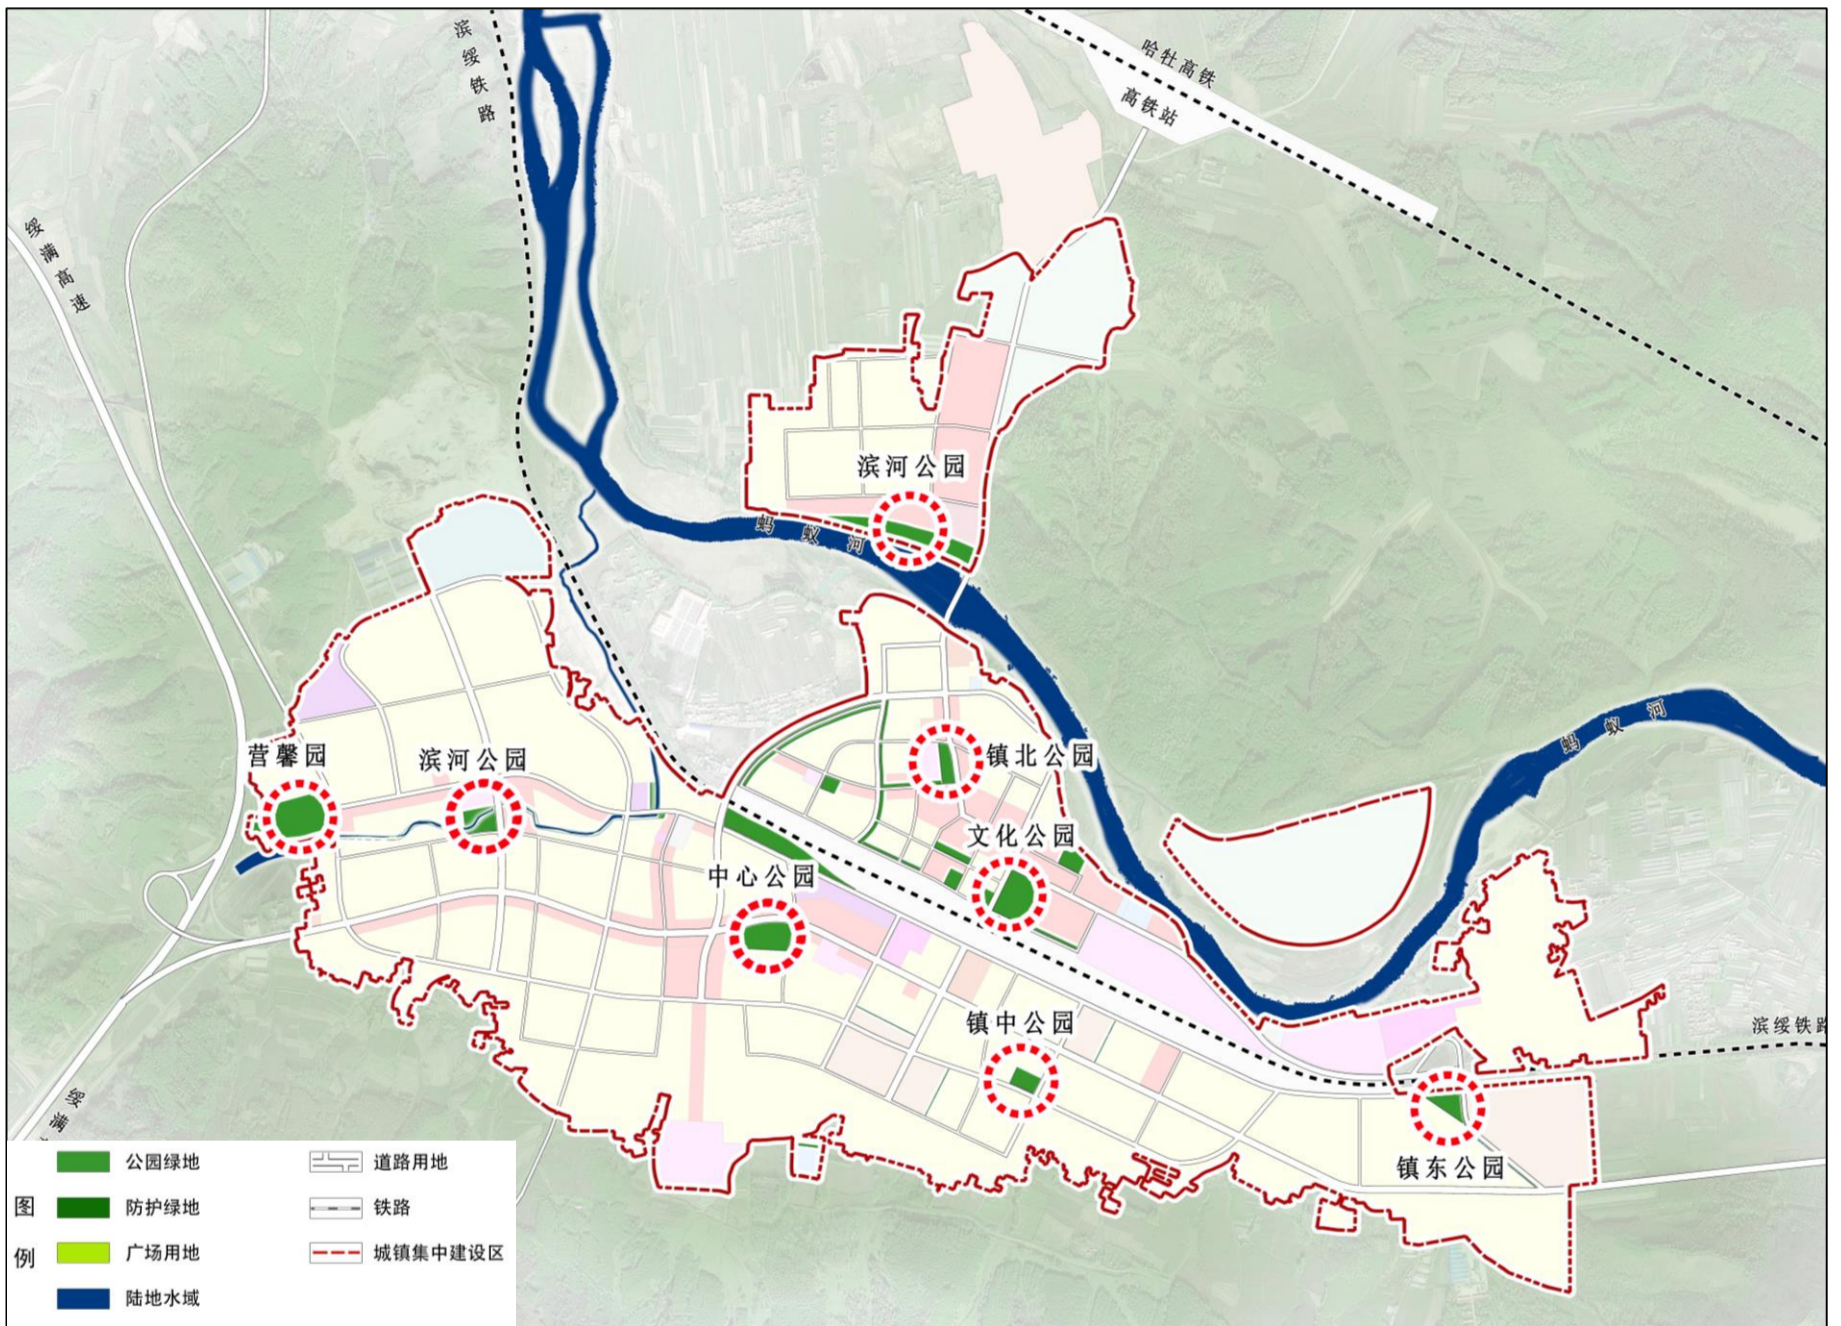 滨绥铁路
哈牡高铁
高铁站
绥满高速
滨河公园
蚂蚁河
营馨园
滨河公园
镇北公园
蚂蚁河
文化公园
中心公园
镇中公园
滨绥铁路
镇东公园
绥满
图例
公园绿地
道路用地
防护绿地
铁路
广场用地
城镇集中建设区
陆地水域